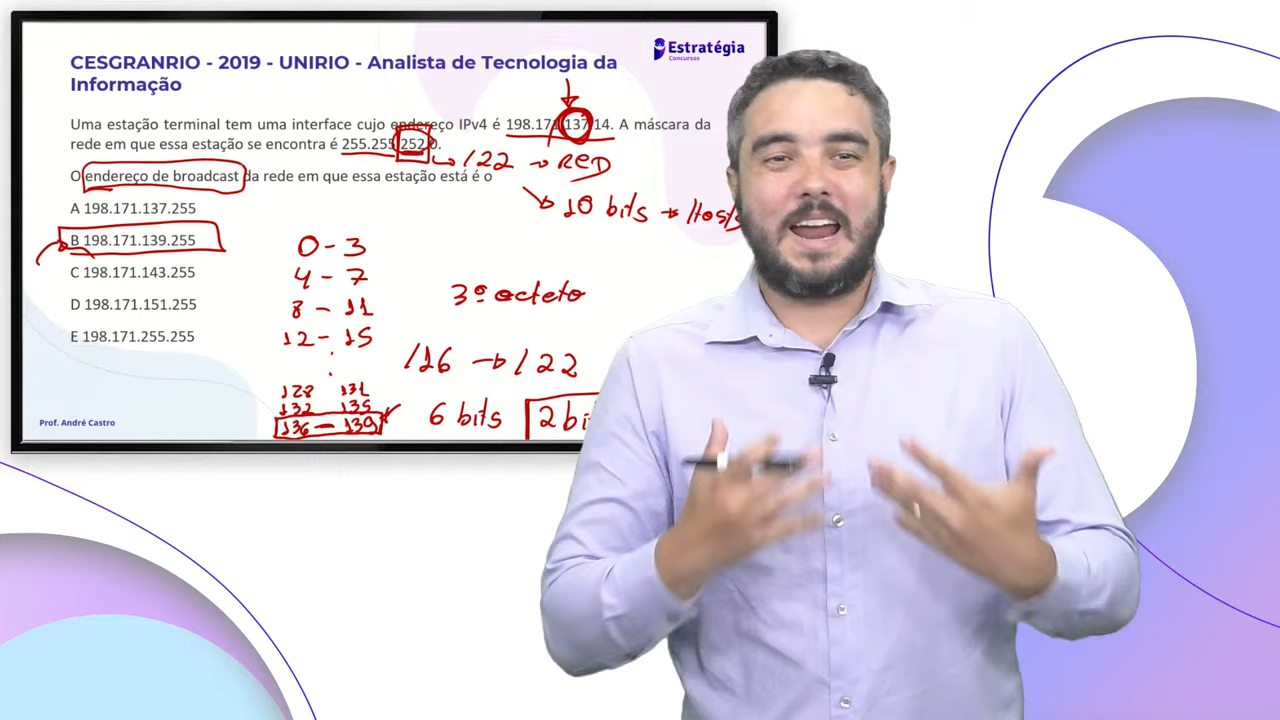 CESGRANRIO - 2019 - UNIRIO - Analista de Tecnologia da
Informação
Estratégia
Concursos
Uma estação terminal tem uma interface cujo endereço IPv4 é 198.171.137.14. A máscara da
rede em que essa estação se encontra é 255.255.252.0.
/22 → RED
O endereço de broadcast da rede em que essa estação está é o
10 bits → Hosts
A 198.171.137.255
B 198.171.139.255
C 198.171.143.255
D 198.171.151.255
E 198.171.255.255
0 - 3
4 - 7
8 - 11
12 - 15
128 131
132 135
136 - 139
3º octeto
/16 → /22
6 bits
Prof. André Castro